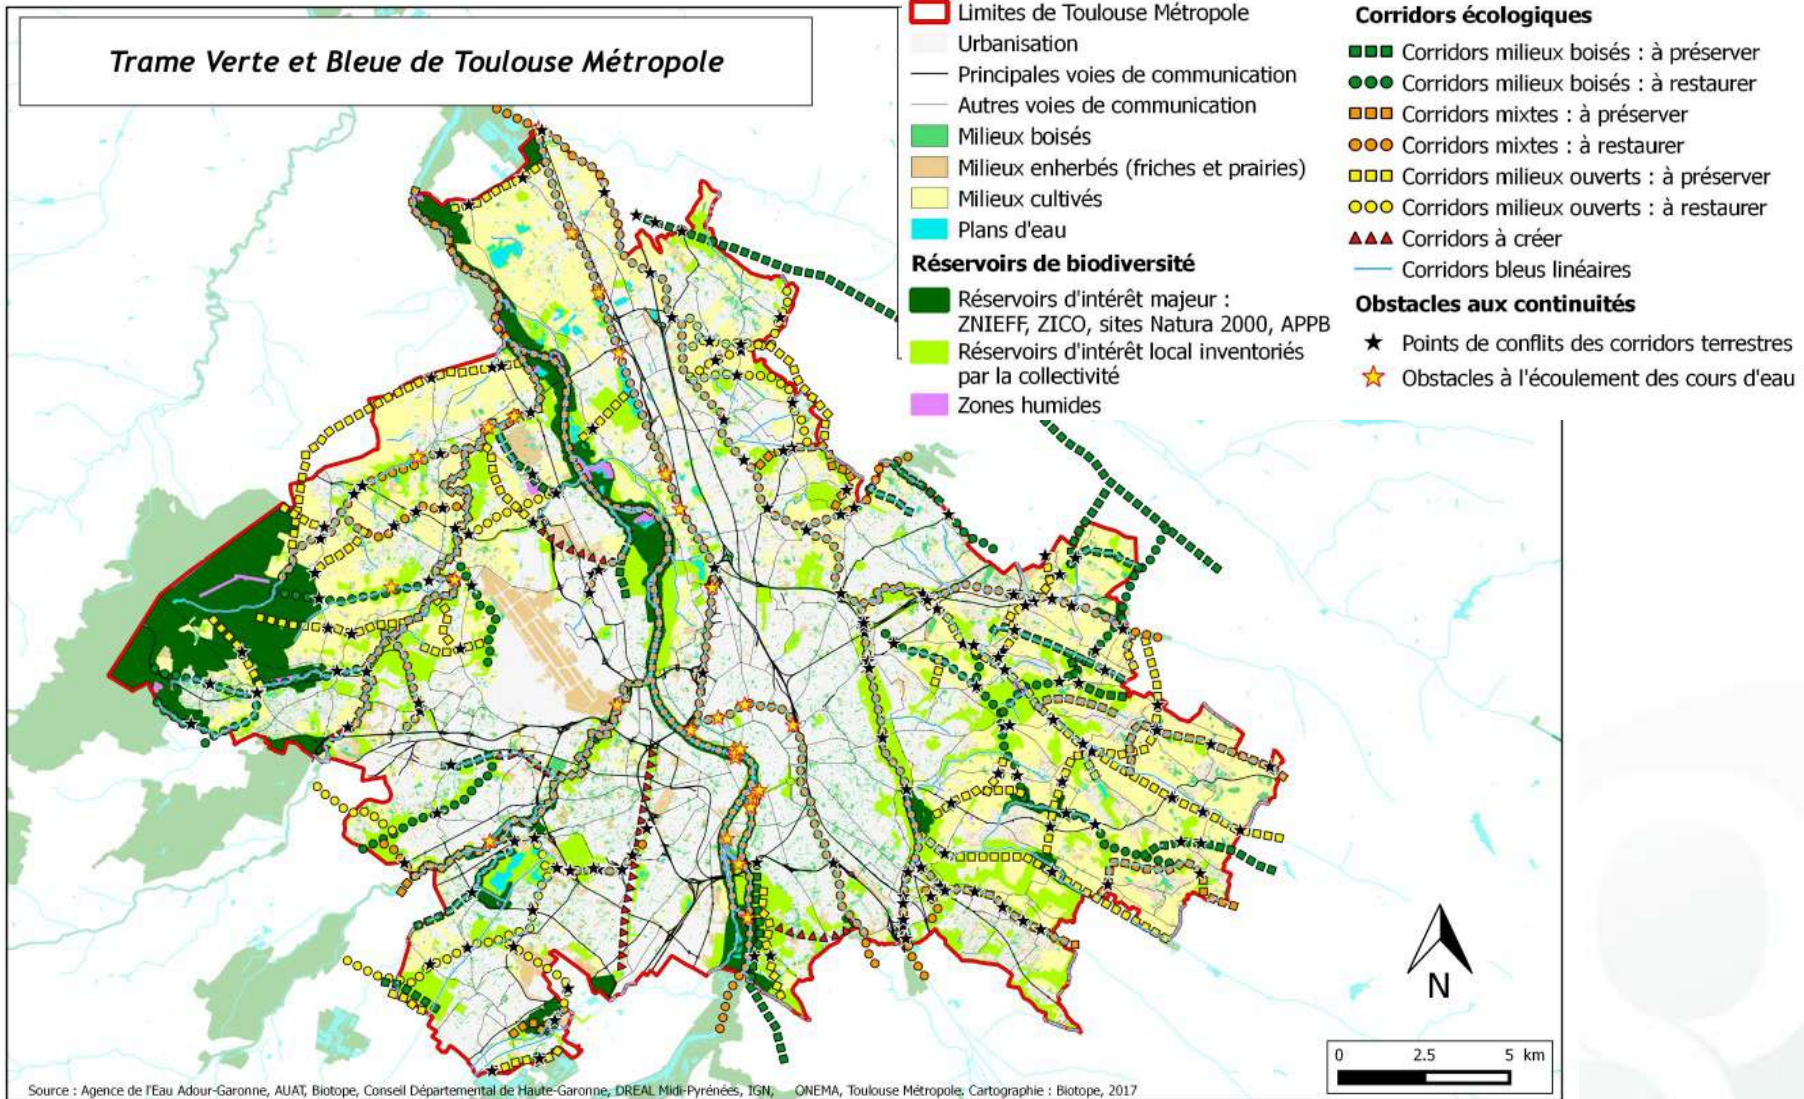 Trame Verte et Bleue de Toulouse Métropole
Limites de Toulouse Métropole
Urbanisation
Principales voies de communication
Autres voies de communication
Milieux boisés
Milieux enherbés (friches et prairies)
Milieux cultivés
Plans d'eau
Réservoirs de biodiversité
Réservoirs d'intérêt majeur :
ZNIEFF, ZICO, sites Natura 2000, APPB
Réservoirs d'intérêt local inventoriés
par la collectivité
Zones humides
Corridors écologiques
Corridors milieux boisés : à préserver
Corridors milieux boisés : à restaurer
Corridors mixtes : à préserver
Corridors mixtes : à restaurer
Corridors milieux ouverts : à préserver
Corridors milieux ouverts : à restaurer
Corridors à créer
Corridors bleus linéaires
Obstacles aux continuités
Points de conflits des corridors terrestres
Obstacles à l'écoulement des cours d'eau
N
0 2.5 5 km
Source : Agence de l'Eau Adour-Garonne, AUAT, Biotope, Conseil Départemental de Haute-Garonne, DREAL Midi-Pyrénées, IGN, ONEMA, Toulouse Métropole. Cartographie : Biotope, 2017